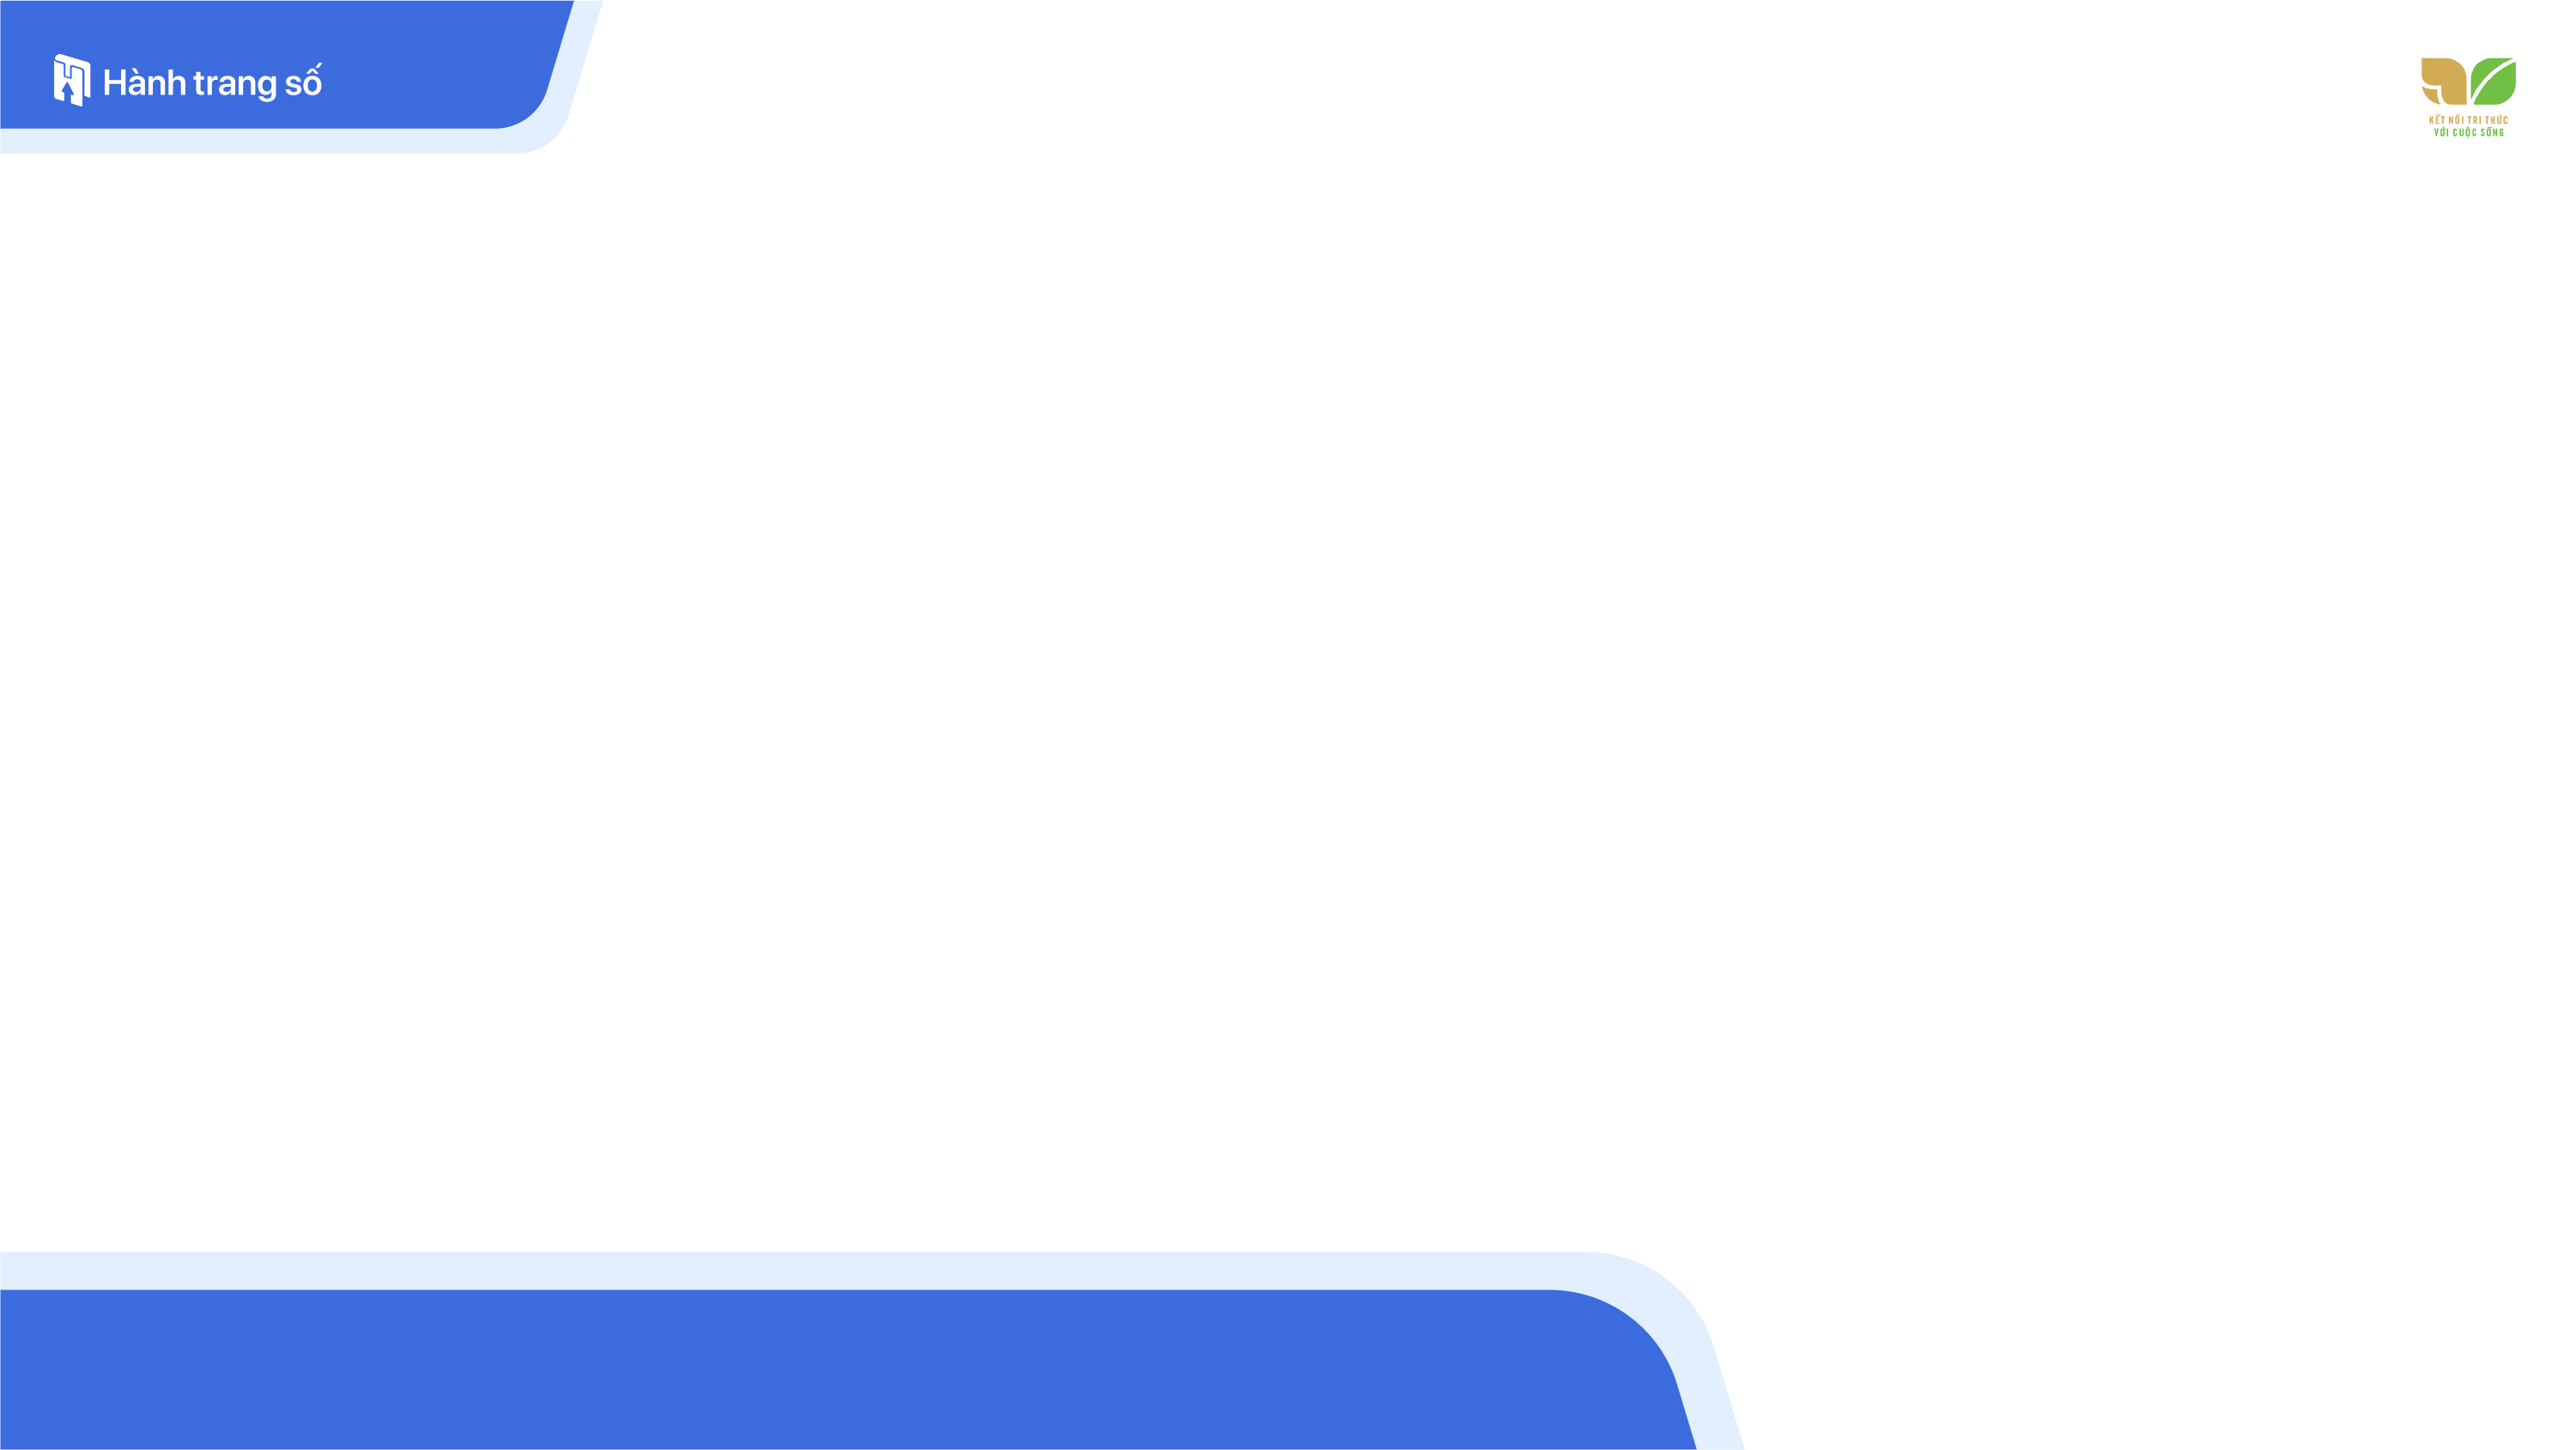 Hành trang số
KẾT NỐI TRI THỨC
VỚI CUỘC SỐNG